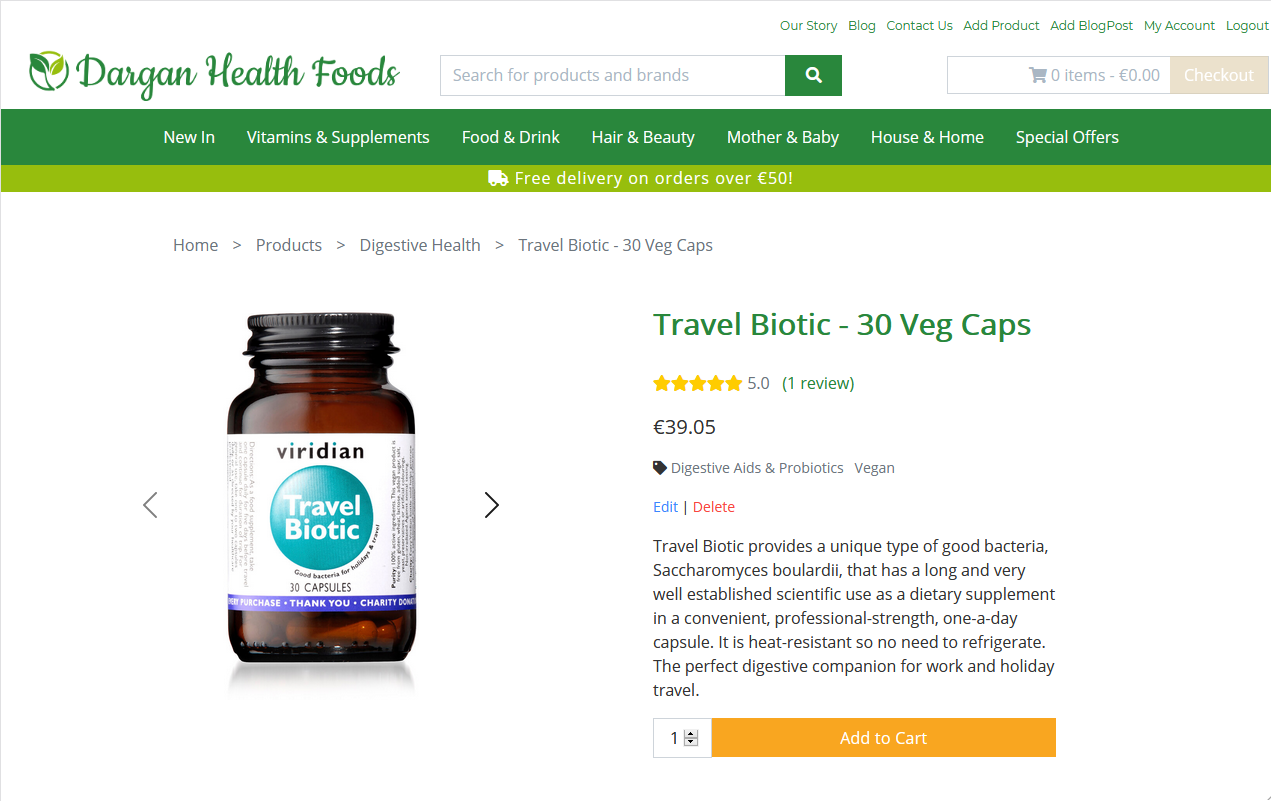 Our Story Blog Contact Us Add Product Add BlogPost My Account Logout
Dargan Health Foods
Search for products and brands
0 items - €0.00 Checkout
New In Vitamins & Supplements Food & Drink Hair & Beauty Mother & Baby House & Home Special Offers
Free delivery on orders over €50!
Home > Products > Digestive Health > Travel Biotic - 30 Veg Caps
viridian
Travel
Biotic
Good bacteria for holidays & travel
30 CAPSULES
PURCHASE • THANK YOU • CHARITY
Travel Biotic - 30 Veg Caps
5.0 (1 review)
€39.05
Digestive Aids & Probiotics Vegan
Edit | Delete
Travel Biotic provides a unique type of good bacteria,
Saccharomyces boulardii, that has a long and very
well established scientific use as a dietary supplement
in a convenient, professional-strength, one-a-day
capsule. It is heat-resistant so no need to refrigerate.
The perfect digestive companion for work and holiday
travel.
1 Add to Cart